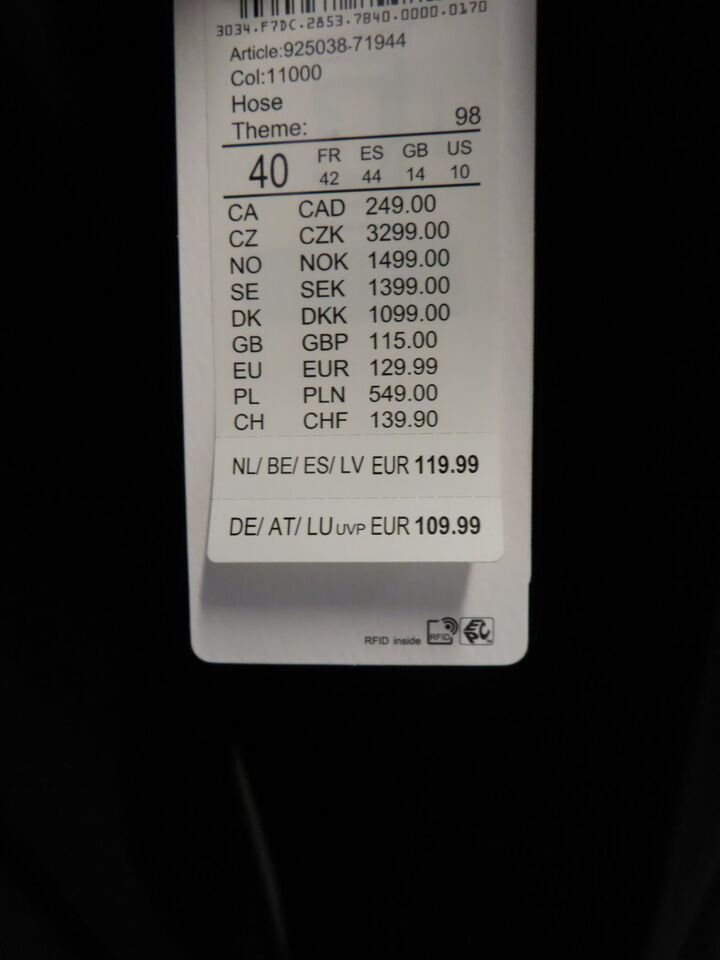 3034.F7DC.2853.7B40.0000.0170
Article:925038-71944
Col:11000
Hose
Theme: 98
40 FR ES GB US
42 44 14 10
CA CAD 249.00
CZ CZK 3299.00
NO NOK 1499.00
SE SEK 1399.00
DK DKK 1099.00
GB GBP 115.00
EU EUR 129.99
PL PLN 549.00
CH CHF 139.90
NL/ BE/ ES/ LV EUR 119.99
DE/ AT/ LU UVP EUR 109.99
RFID inside RFID EPC